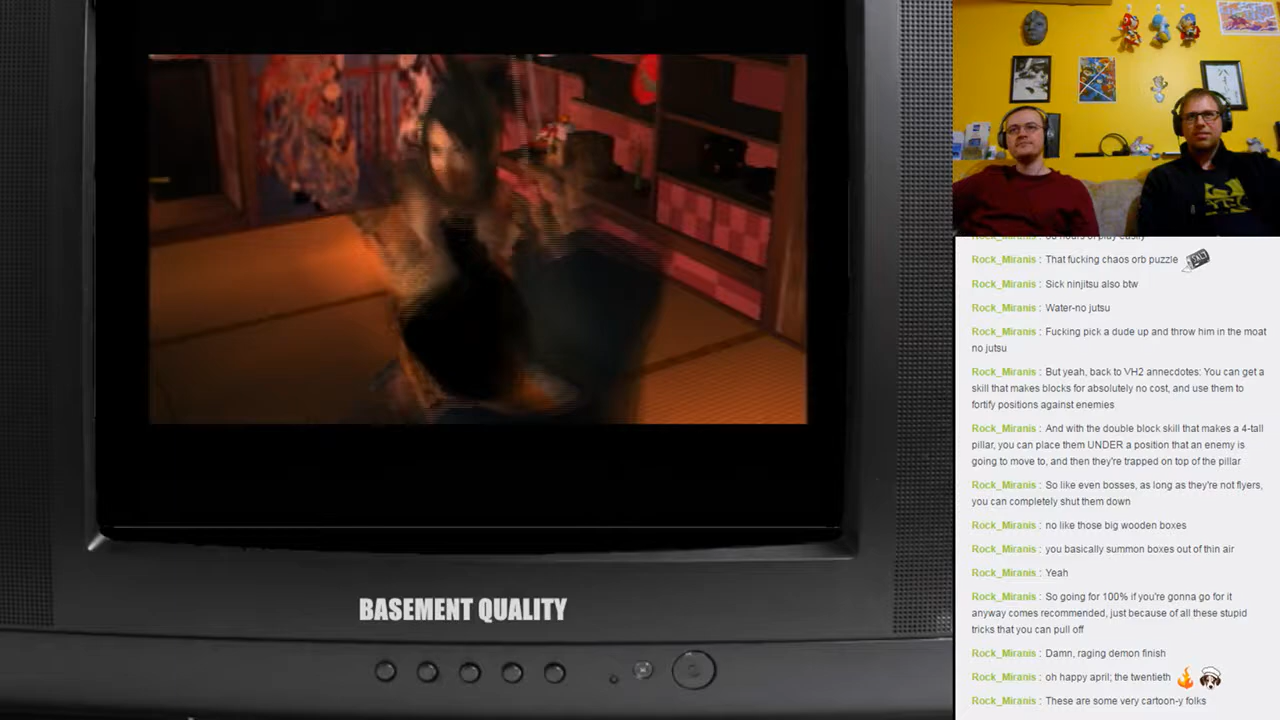 Rock_Miranis : That fucking chaos orb puzzle
Rock_Miranis : Sick ninjitsu also btw
Rock_Miranis : Water-no jutsu
Rock_Miranis : Fucking pick a dude up and throw him in the moat
no jutsu
Rock_Miranis : But yeah, back to VH2 annecdotes: You can get a
skill that makes blocks for absolutely no cost, and use them to
fortify positions against enemies
Rock_Miranis : And with the double block skill that makes a 4-tall
pillar, you can place them UNDER a position that an enemy is
going to move to, and then they're trapped on top of the pillar
Rock_Miranis : So like even bosses, as long as they're not flyers,
you can completely shut them down
Rock_Miranis : no like those big wooden boxes
Rock_Miranis : you basically summon boxes out of thin air
Rock_Miranis : Yeah
Rock_Miranis : So going for 100% if you're gonna go for it
anyway comes recommended, just because of all these stupid
tricks that you can pull off
Rock_Miranis : Damn, raging demon finish
Rock_Miranis : oh happy april; the twentieth
Rock_Miranis : These are some very cartoon-y folks
BASEMENT QUALITY